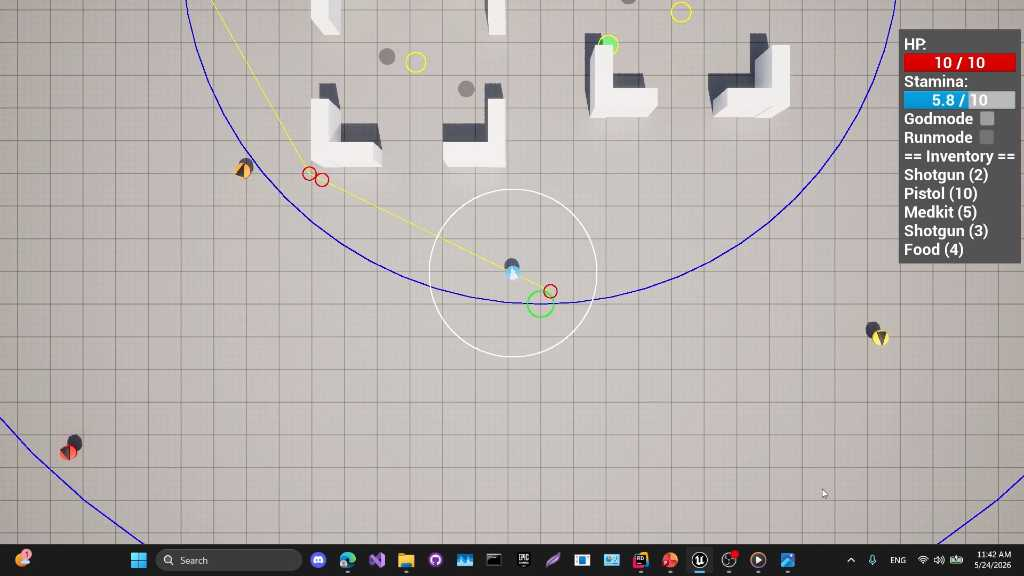 HP:
10 / 10
Stamina:
5.8 / 10
Godmode
Runmode
== Inventory ==
Shotgun (2)
Pistol (10)
Medkit (5)
Shotgun (3)
Food (4)
Search
ENG
11:42 AM
5/24/2026